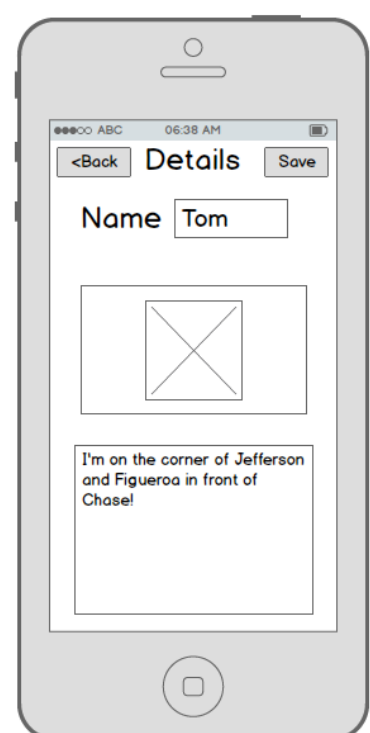 ABC 06:38 AM
<Back Details Save
Name Tom
I'm on the corner of Jefferson
and Figueroa in front of
Chase!